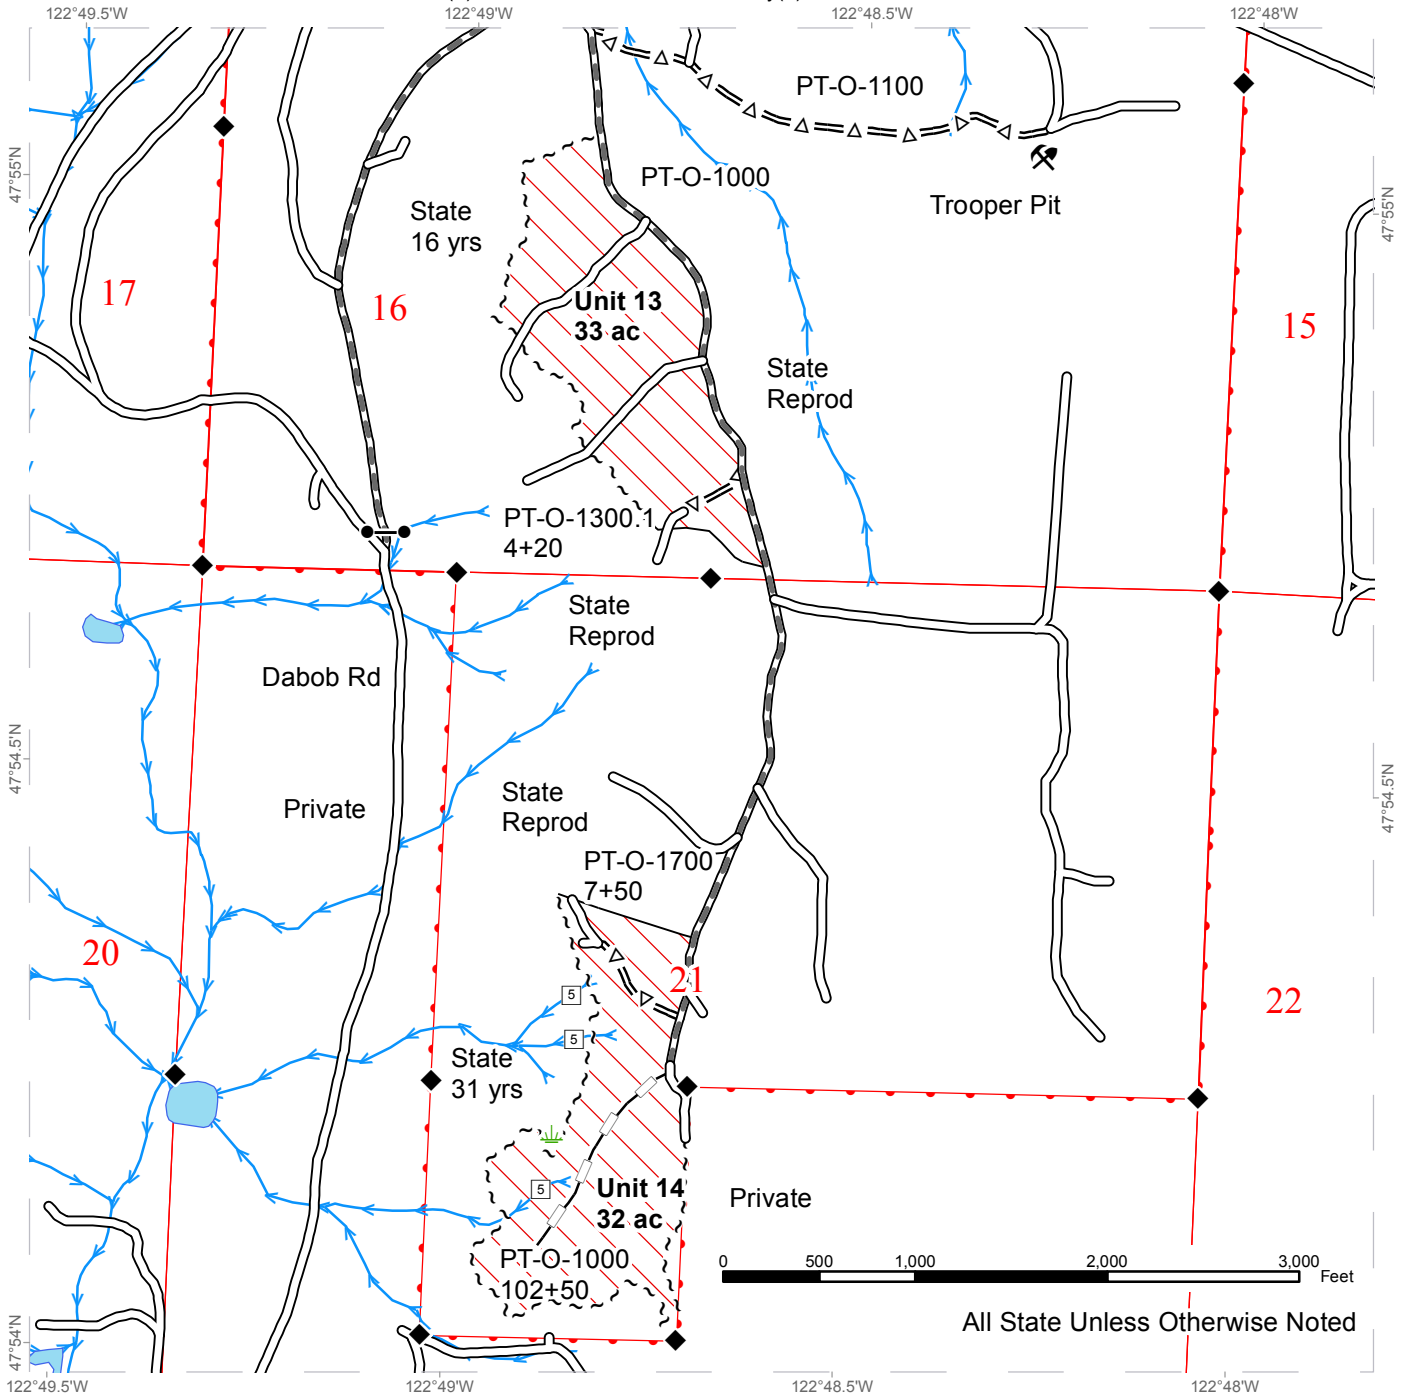 122°49.5'W
122°49'W
122°48.5'W
122°48'W
PT-O-1100
47°55'N
PT-O-1000
Trooper Pit
State
16 yrs
47°55'N
17
16
Unit 13
33 ac
15
State
Reprod
PT-O-1300.1
4+20
State
Reprod
Dabob Rd
47°54.5'N
State
Reprod
Private
47°54.5'N
PT-O-1700
7+50
20
21
22
5
5
State
31 yrs
5
Unit 14
32 ac
Private
PT-O-1000
102+50
0 500 1,000 2,000 3,000
Feet
All State Unless Otherwise Noted
47°54'N
122°49.5'W
122°49'W
122°48.5'W
122°48'W